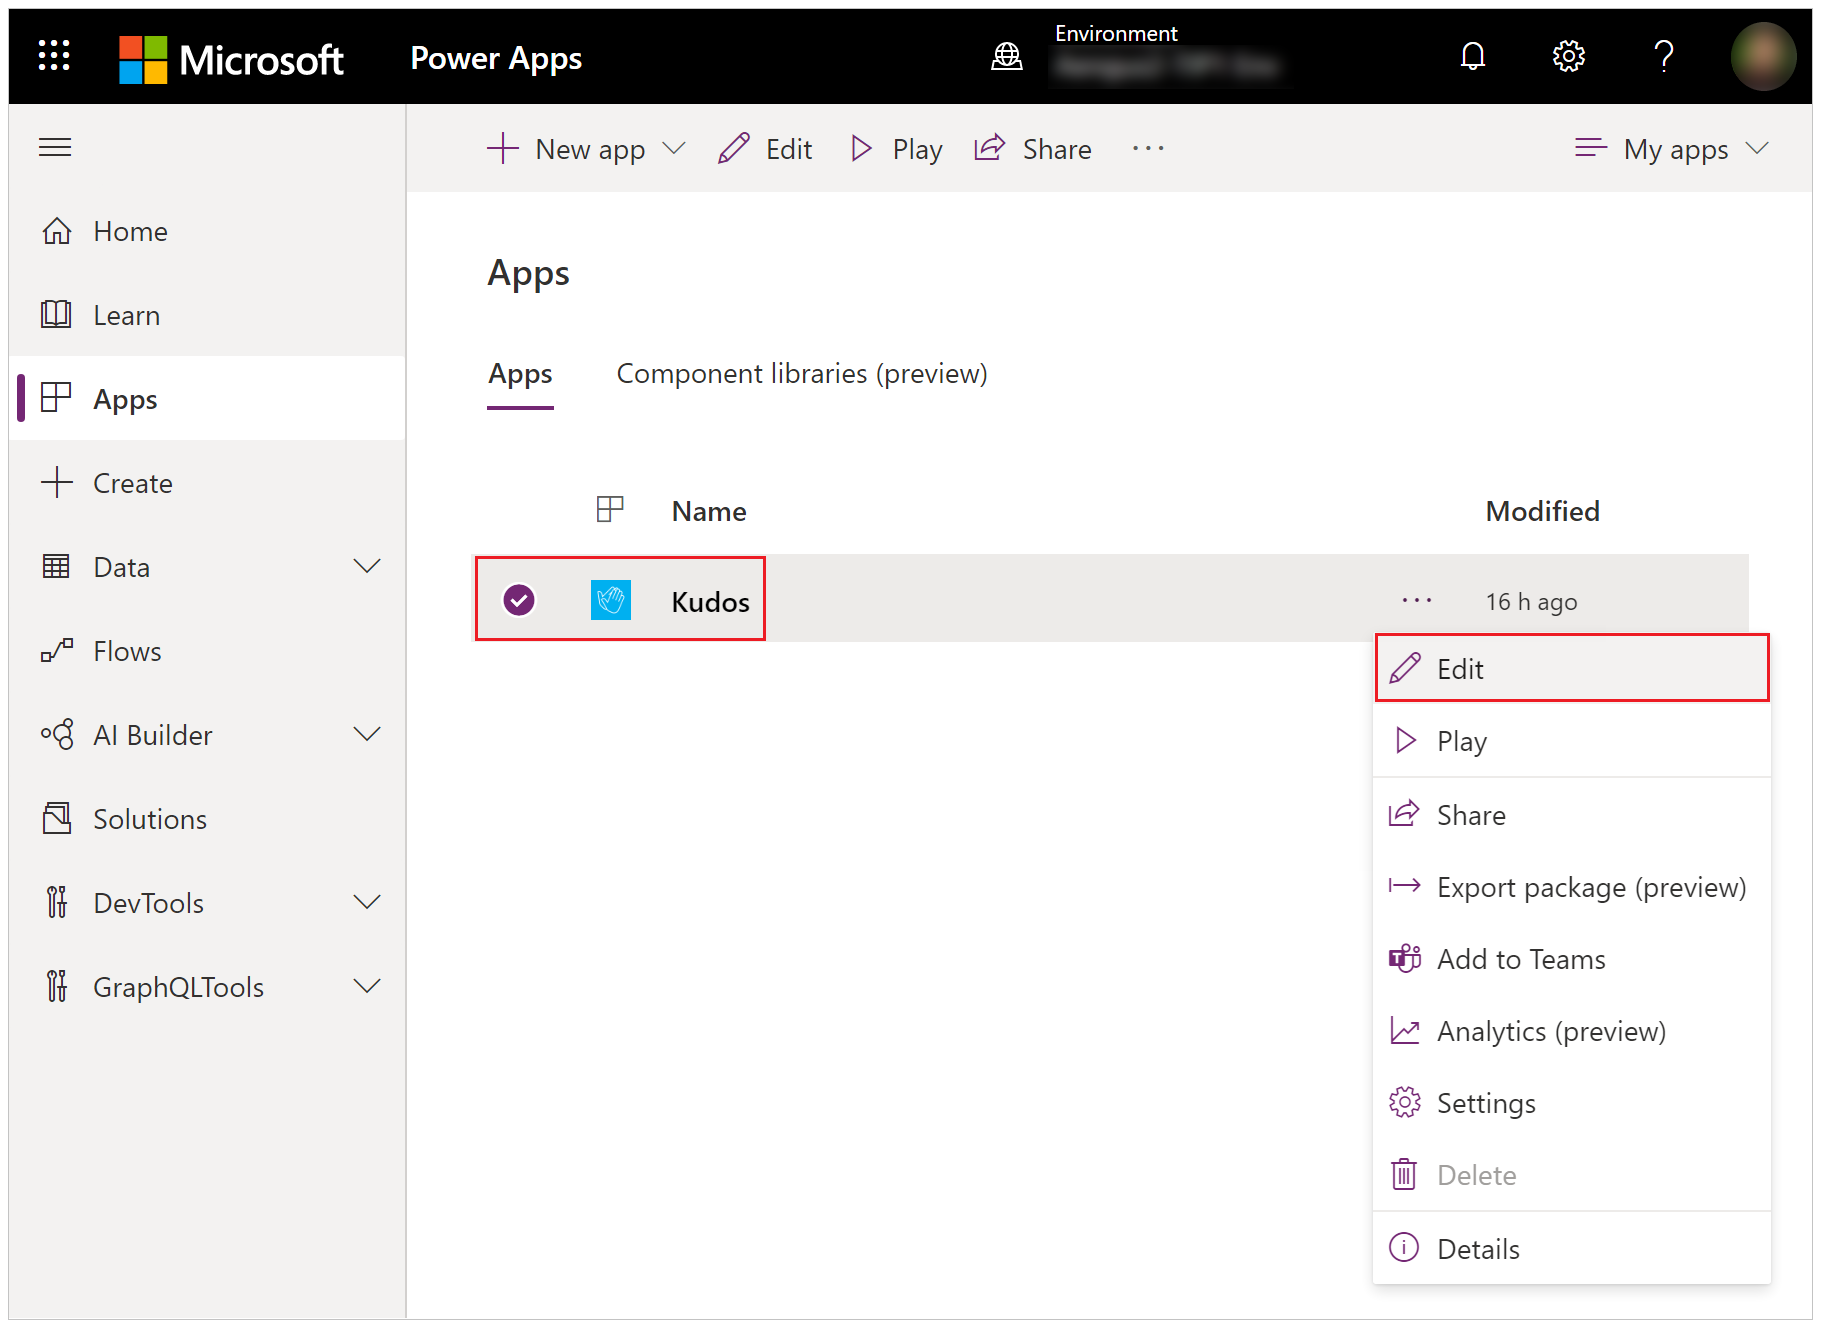 Microsoft
Power Apps
Environment
New app
Edit
Play
Share
My apps
Home
Learn
Apps
Create
Data
Flows
AI Builder
Solutions
DevTools
GraphQLTools
Apps
Apps
Component libraries (preview)
Name
Modified
Kudos
16 h ago
Edit
Play
Share
Export package (preview)
Add to Teams
Analytics (preview)
Settings
Delete
Details